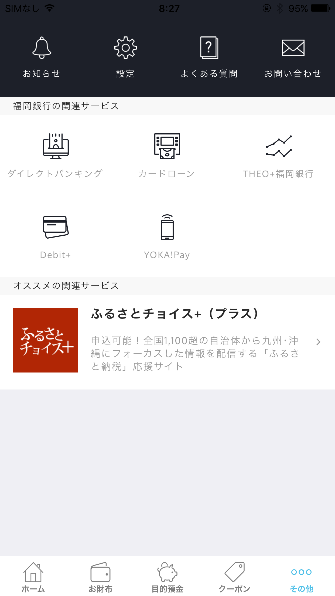 SIMなし 8:27 96%
お知らせ 設定 よくある質問 お問い合わせ
福岡銀行の関連サービス
ダイレクトバンキング カードローン THEO+福岡銀行
Debit+ YOKA!Pay
オススメの関連サービス
ふるさと
チョイス+
ふるさとチョイス+（プラス）
申込可能！全国1,100超の自治体から九州･沖
縄にフォーカスした情報を配信する「ふるさ
と納税」応援サイト
ホーム お財布 目的預金 クーポン その他